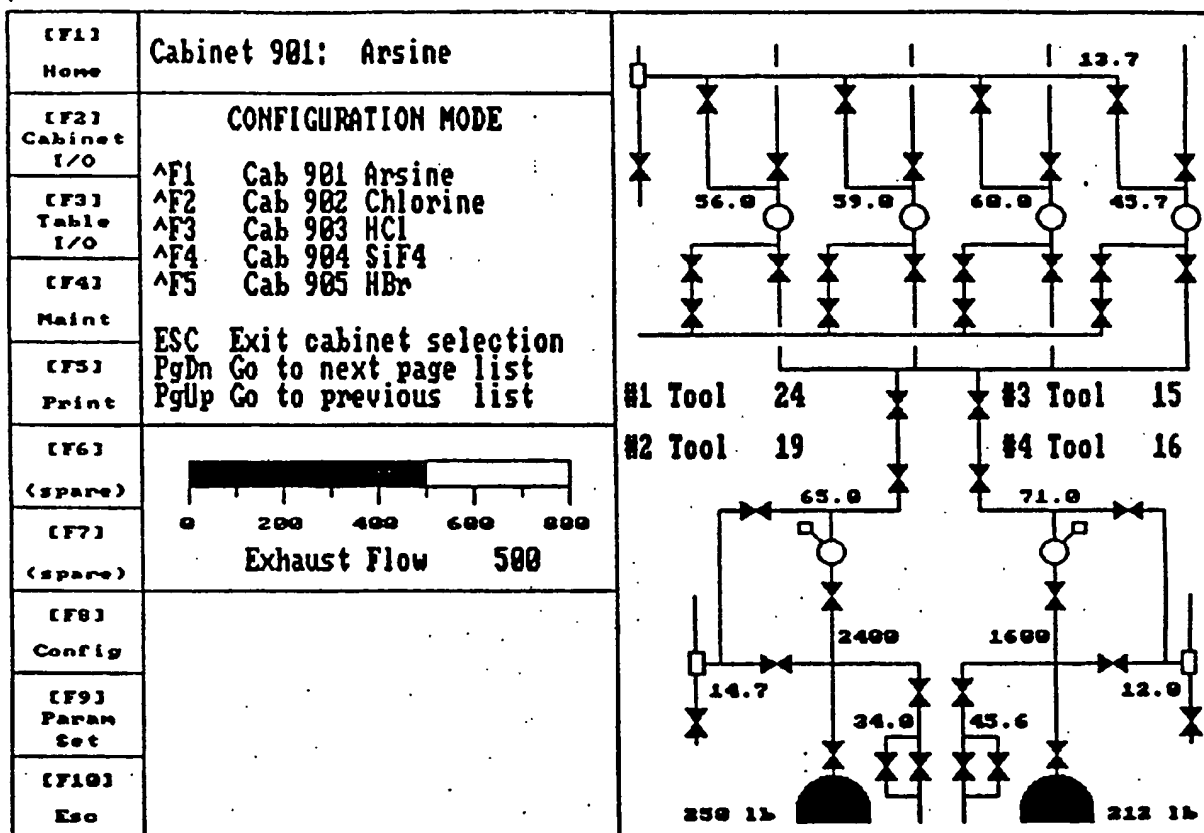 [F1]
Home
Cabinet 901: Arsine
[F2]
Cabinet
I/O
[F3]
Table
I/O
[F4]
Maint
[F5]
Print
[F6]
(spare)
[F7]
(spare)
[F8]
Config
[F9]
Param
Set
[F10]
Esc
CONFIGURATION MODE
^F1 Cab 901 Arsine
^F2 Cab 902 Chlorine
^F3 Cab 903 HCl
^F4 Cab 904 SiF4
^F5 Cab 905 HBr
ESC Exit cabinet selection
PgDn Go to next page list
PgUp Go to previous list
0 200 400 600 800
Exhaust Flow 500
13.7
56.0 59.0 60.0 45.7
#1 Tool 24 #3 Tool 15
#2 Tool 19 #4 Tool 16
65.0 71.0
2400 1600
14.7 12.0
34.0 45.6
250 lb 212 lb